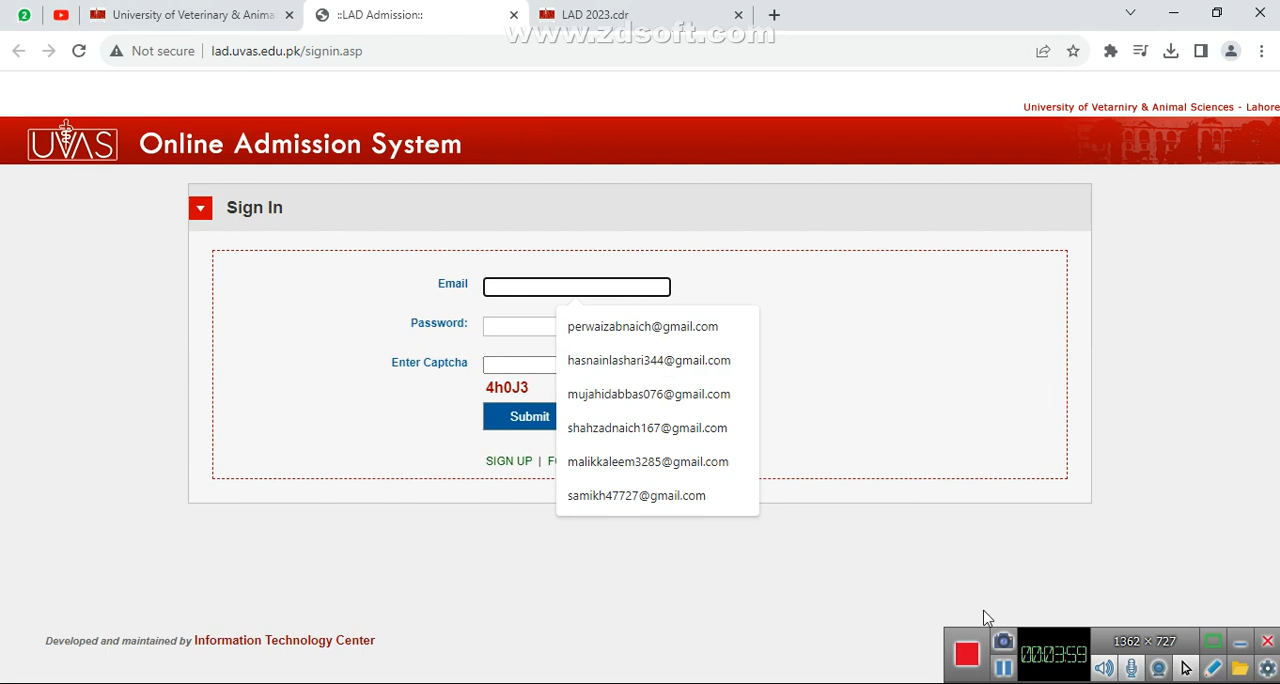 2
University of Veterinary & Anima
::LAD Admission::
LAD 2023.cdr
www.zdsoft.com
Not secure
lad.uvas.edu.pk/signin.asp
University of Vetarniry & Animal Sciences - Lahore
UVAS
Online Admission System
Sign In
Email
Password:
Enter Captcha
4h0J3
Submit
SIGN UP | F
perwaizabnaich@gmail.com
hasnainlashari344@gmail.com
mujahidabbas076@gmail.com
shahzadnaich167@gmail.com
malikkaleem3285@gmail.com
samikh47727@gmail.com
Developed and maintained by Information Technology Center
1362 × 727
00:03:59